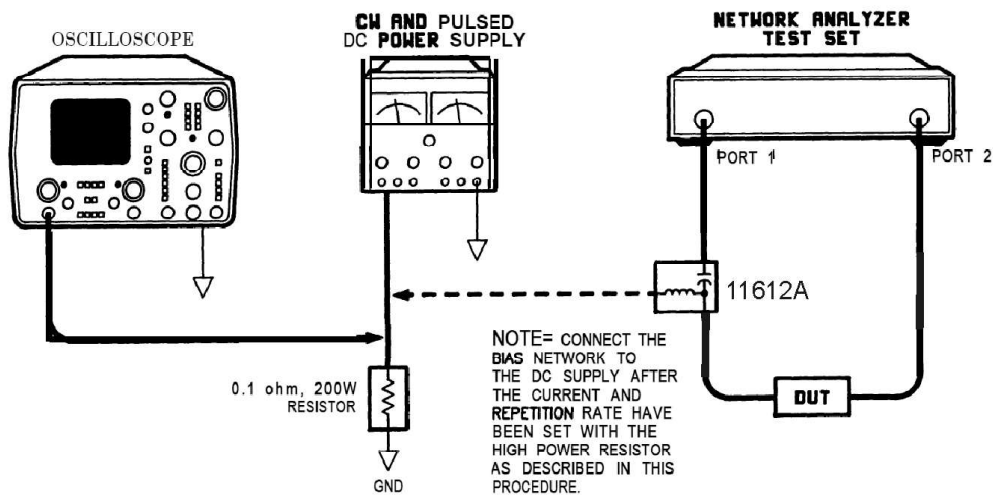 OSCILLOSCOPE
CW AND PULSED
DC POWER SUPPLY
NETWORK ANALYZER
TEST SET
PORT 1
PORT 2
11612A
0.1 ohm, 200W
RESISTOR
GND
NOTE= CONNECT THE
BIAS NETWORK TO
THE DC SUPPLY AFTER
THE CURRENT AND
REPETITION RATE HAVE
BEEN SET WITH THE
HIGH POWER RESISTOR
AS DESCRIBED IN THIS
PROCEDURE.
DUT